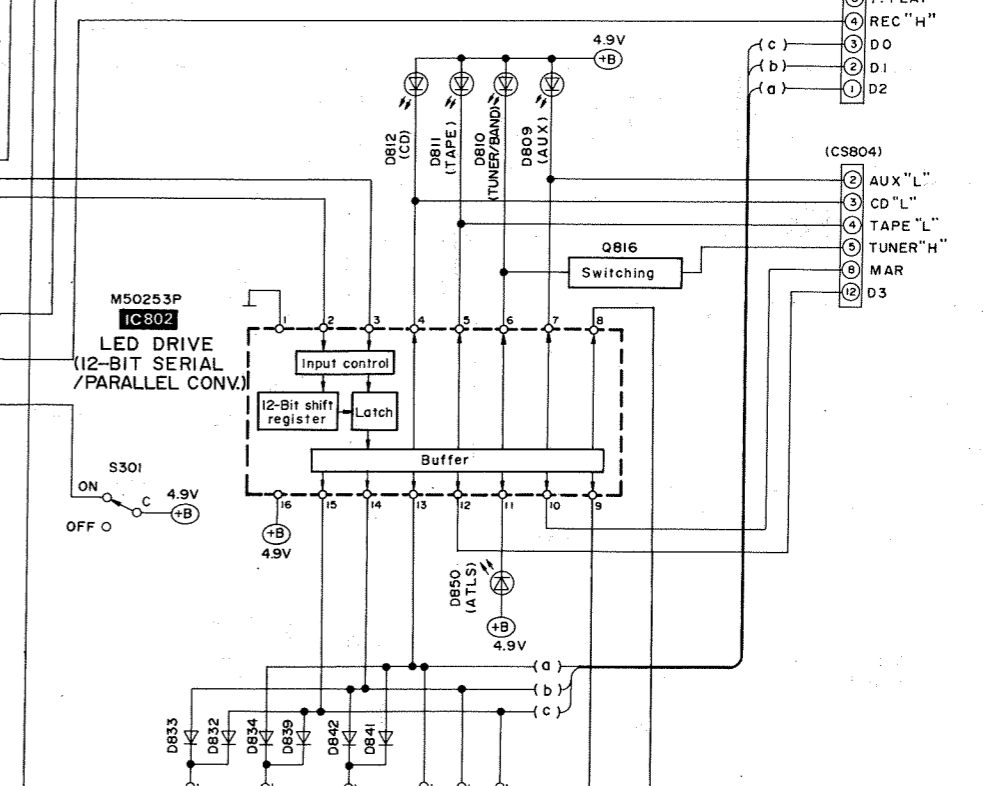 4 REC "H"
(c) 3 D0
(b) 2 D1
(a) 1 D2
4.9V
+B
D812
(CD)
D811
(TAPE)
D810
(TUNER/BAND)
D809
(AUX)
(CS804)
2 AUX "L"
3 CD "L"
4 TAPE "L"
5 TUNER "H"
8 MAR
12 D3
Q816
Switching
M50253P
IC802
LED DRIVE
(12-BIT SERIAL
/PARALLEL CONV.)
1 2 3 4 5 6 7 8
Input control
12-Bit shift
register
Latch
Buffer
16 15 14 13 12 11 10 9
S301
ON
C
OFF
4.9V
+B
+B
4.9V
D850
(ATLS)
+B
4.9V
(a)
(b)
(c)
D833
D832
D834
D839
D842
D841